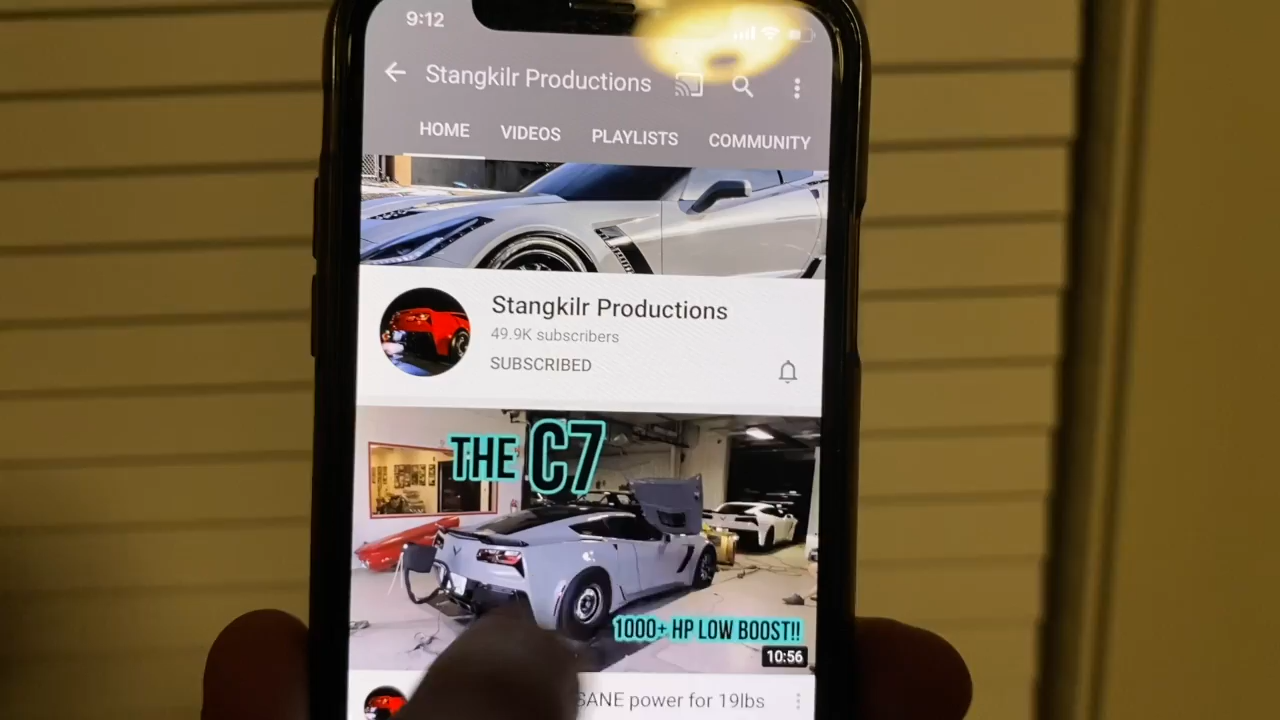 9:12
Stangkilr Productions
HOME VIDEOS PLAYLISTS COMMUNITY
Stangkilr Productions
49.9K subscribers
SUBSCRIBED
THE C7
1000+ HP LOW BOOST!!
10:56
SANE power for 19lbs